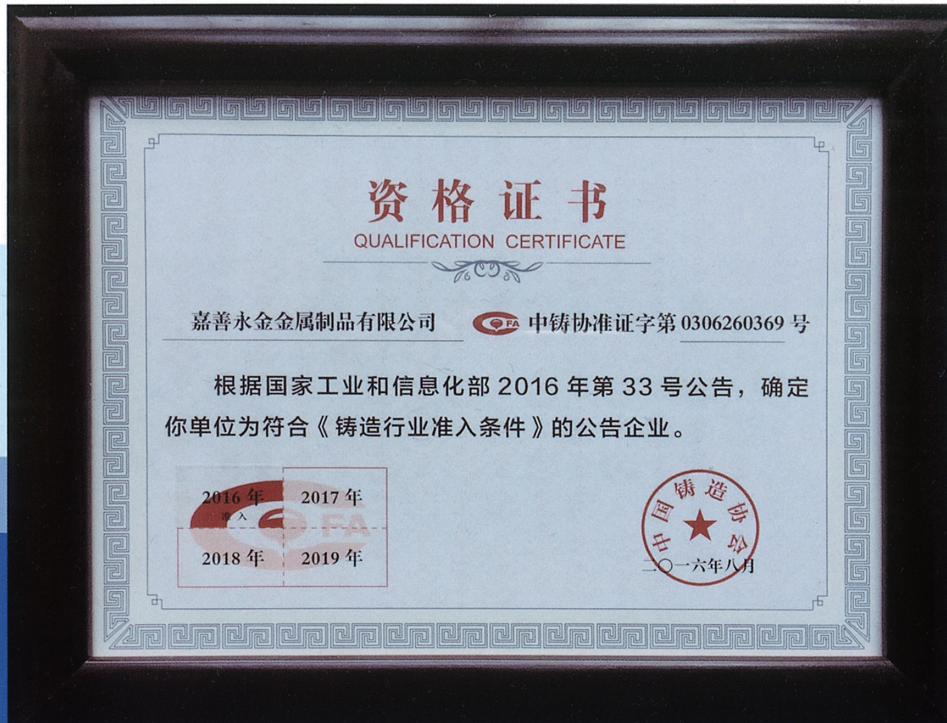 资格证书
QUALIFICATION CERTIFICATE
嘉善永金金属制品有限公司 FA 中铸协准证字第 0306260369 号
根据国家工业和信息化部 2016 年第 33 号公告，确定
你单位为符合《铸造行业准入条件》的公告企业。
2016 年 2017 年
准入
FA
2018 年 2019 年
中国铸造协会
二〇一六年八月